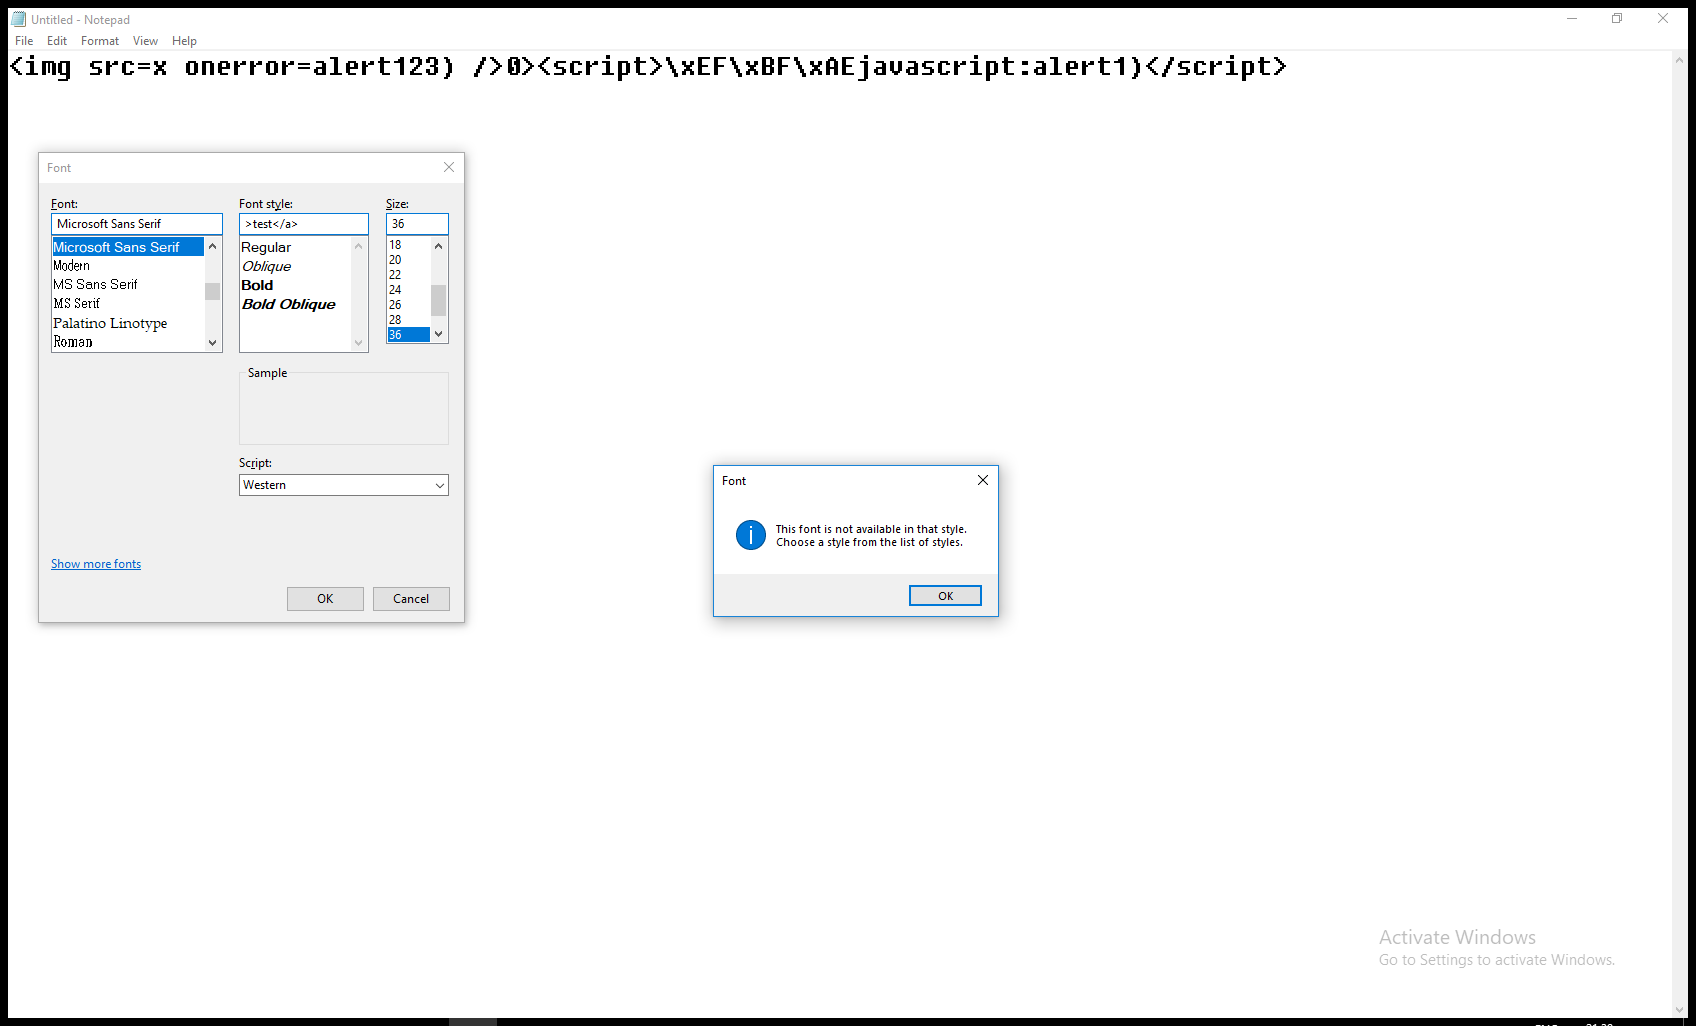 Untitled - Notepad
File Edit Format View Help
<img src=x onerror=alert123) />0><script>\xEF\xBF\xAEjavascript:alert1)</script>
Font
Font: Font style: Size:
Microsoft Sans Serif >test</a> 36
Microsoft Sans Serif
Modern
MS Sans Serif
MS Serif
Palatino Linotype
Roman
Regular
Oblique
Bold
Bold Oblique
18
20
22
24
26
28
36
Sample
Script:
Western
Show more fonts
OK Cancel
Font
This font is not available in that style.
Choose a style from the list of styles.
OK
Activate Windows
Go to Settings to activate Windows.